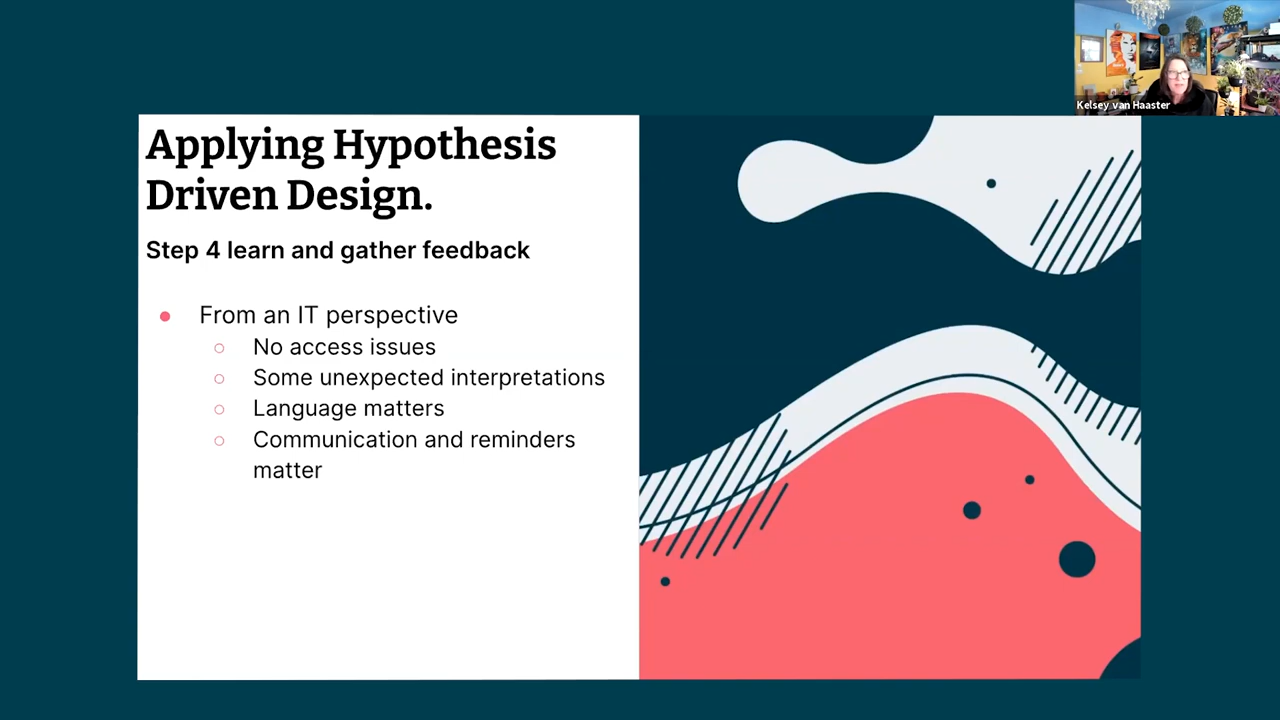 Kelsey van Haaster
Applying Hypothesis
Driven Design.
Step 4 learn and gather feedback
● From an IT perspective
○ No access issues
○ Some unexpected interpretations
○ Language matters
○ Communication and reminders
matter